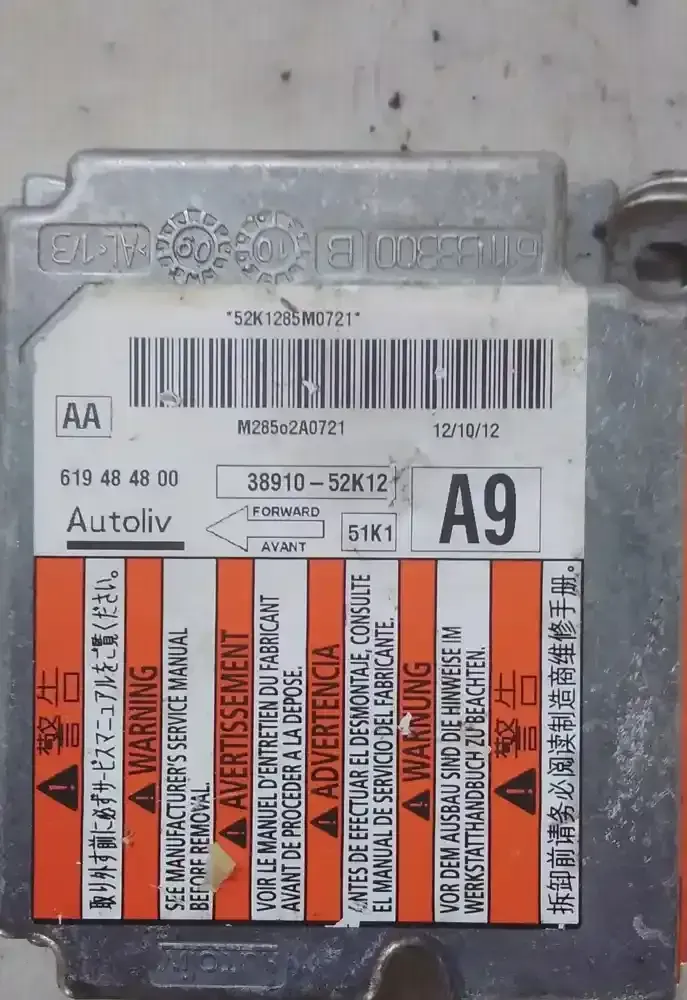 611533300 B 10 09 *AL<1/3
*52K1285M0721*
AA
M28502A0721 12/10/12
619 48 48 00
38910-52K12
A9
Autoliv
FORWARD
AVANT
51K1
警告
取り外す前に必ずサービスマニュアルをご覧ください。
WARNING
SEE MANUFACTURER'S SERVICE MANUAL
BEFORE REMOVAL.
AVERTISSEMENT
VOIR LE MANUEL D'ENTRETIEN DU FABRICANT
AVANT DE PROCEDER A LA DEPOSE.
ADVERTENCIA
ANTES DE EFECTUAR EL DESMONTAJE, CONSULTE
EL MANUAL DE SERVICIO DEL FABRICANTE.
WARNUNG
VOR DEM AUSBAU SIND DIE HINWEISE IM
WERKSTATTHANDBUCH ZU BEACHTEN.
警告
拆卸前请务必阅读制造商维修手册。